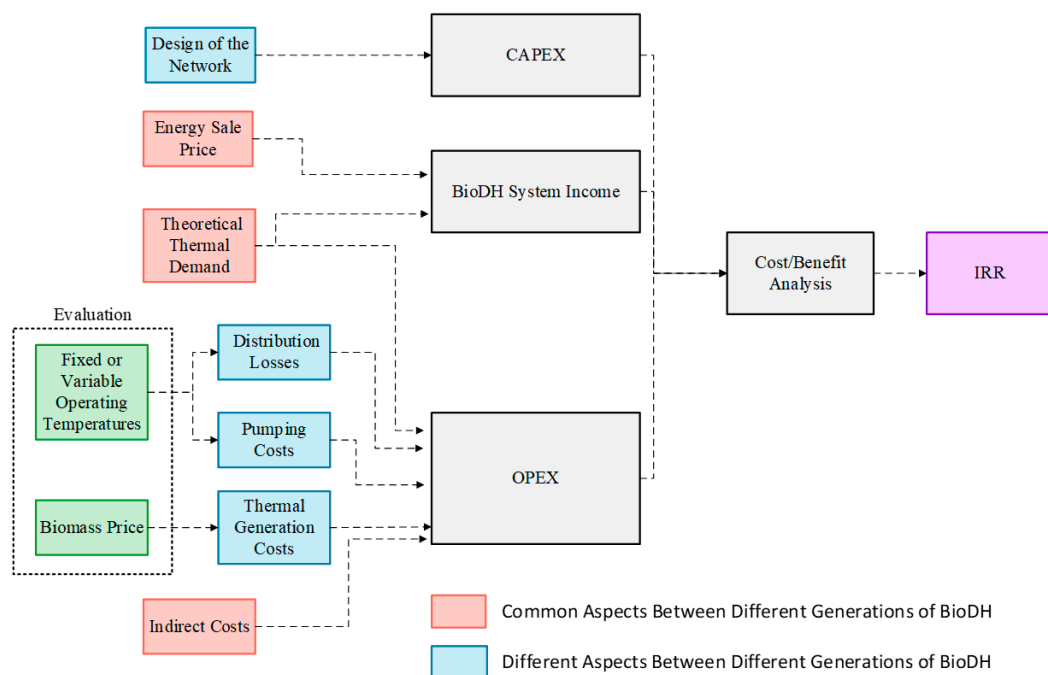 Design of the
Network
CAPEX
Energy Sale
Price
BioDH System Income
Theoretical
Thermal
Demand
Cost/Benefit
Analysis
IRR
Evaluation
Fixed or
Variable
Operating
Temperatures
Distribution
Losses
Pumping
Costs
OPEX
Biomass Price
Thermal
Generation
Costs
Indirect Costs
Common Aspects Between Different Generations of BioDH
Different Aspects Between Different Generations of BioDH